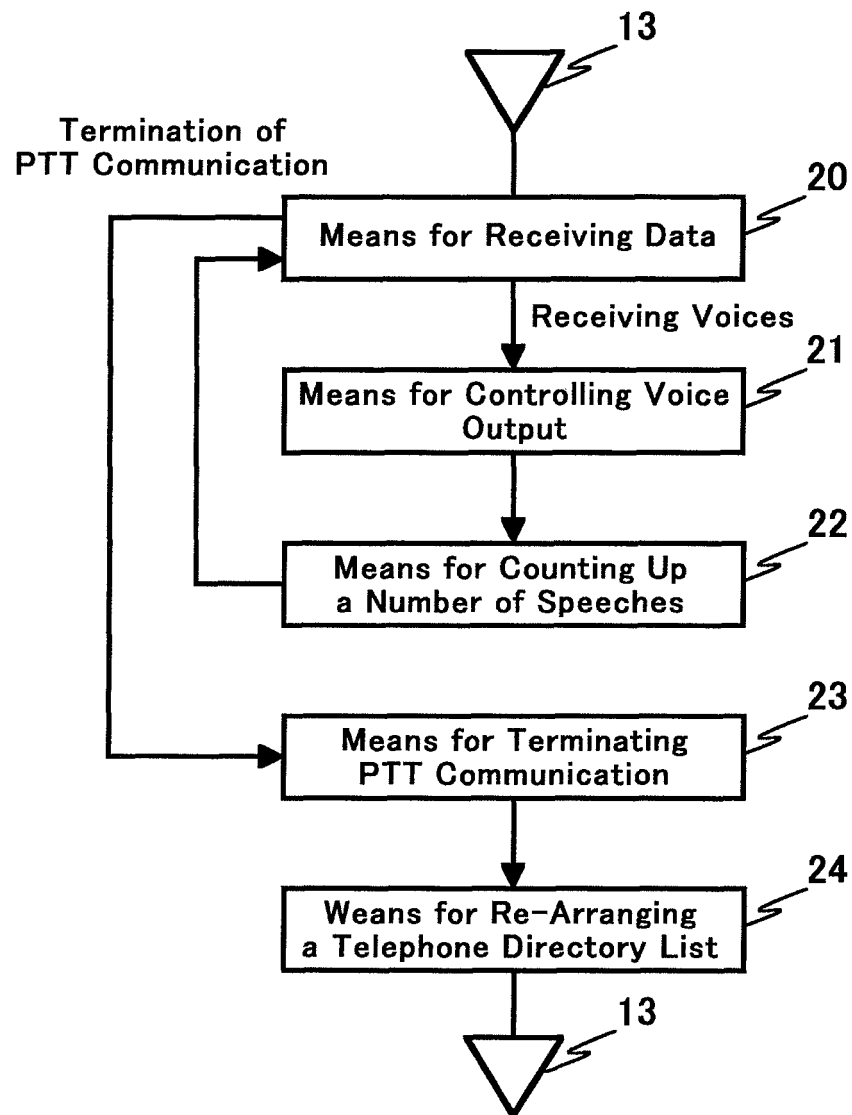 13
Termination of
PTT Communication
20
Means for Receiving Data
Receiving Voices
21
Means for Controlling Voice
Output
22
Means for Counting Up
a Number of Speeches
23
Means for Terminating
PTT Communication
24
Weans for Re-Arranging
a Telephone Directory List
13